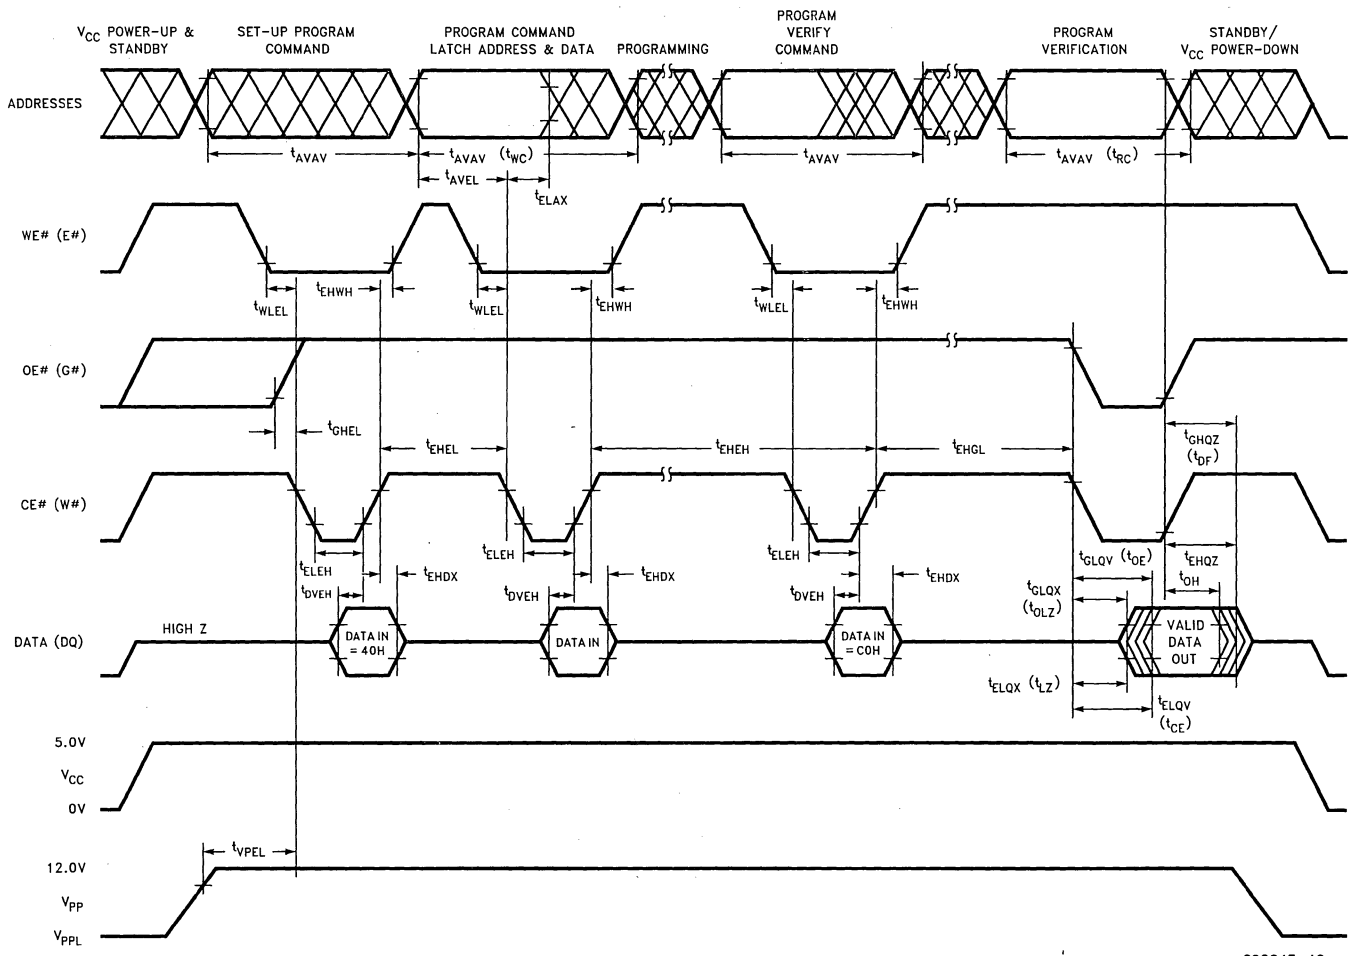 VCC POWER-UP &
STANDBY
SET-UP PROGRAM
COMMAND
PROGRAM COMMAND
LATCH ADDRESS & DATA
PROGRAMMING
PROGRAM
VERIFY
COMMAND
PROGRAM
VERIFICATION
STANDBY/
VCC POWER-DOWN
ADDRESSES
tAVAV
tAVAV (tWC)
tAVAV
tAVAV (tRC)
tAVEL
tELAX
WE# (E#)
tWLEL
tEHWH
tWLEL
tEHWH
tWLEL
tEHWH
OE# (G#)
tGHEL
tEHEL
tEHEH
tEHGL
tGHQZ
(tDF)
CE# (W#)
tELEH
tELEH
tELEH
tGLQV (tOE)
tEHQZ
tDVEH
tEHDX
tDVEH
tEHDX
tDVEH
tEHDX
tGLQX
(tOLZ)
tOH
DATA (DQ)
HIGH Z
DATA IN
= 40H
DATA IN
DATA IN
= C0H
VALID
DATA
OUT
tELQX (tLZ)
tELQV
(tCE)
5.0V
VCC
0V
tVPEL
12.0V
VPP
VPPL